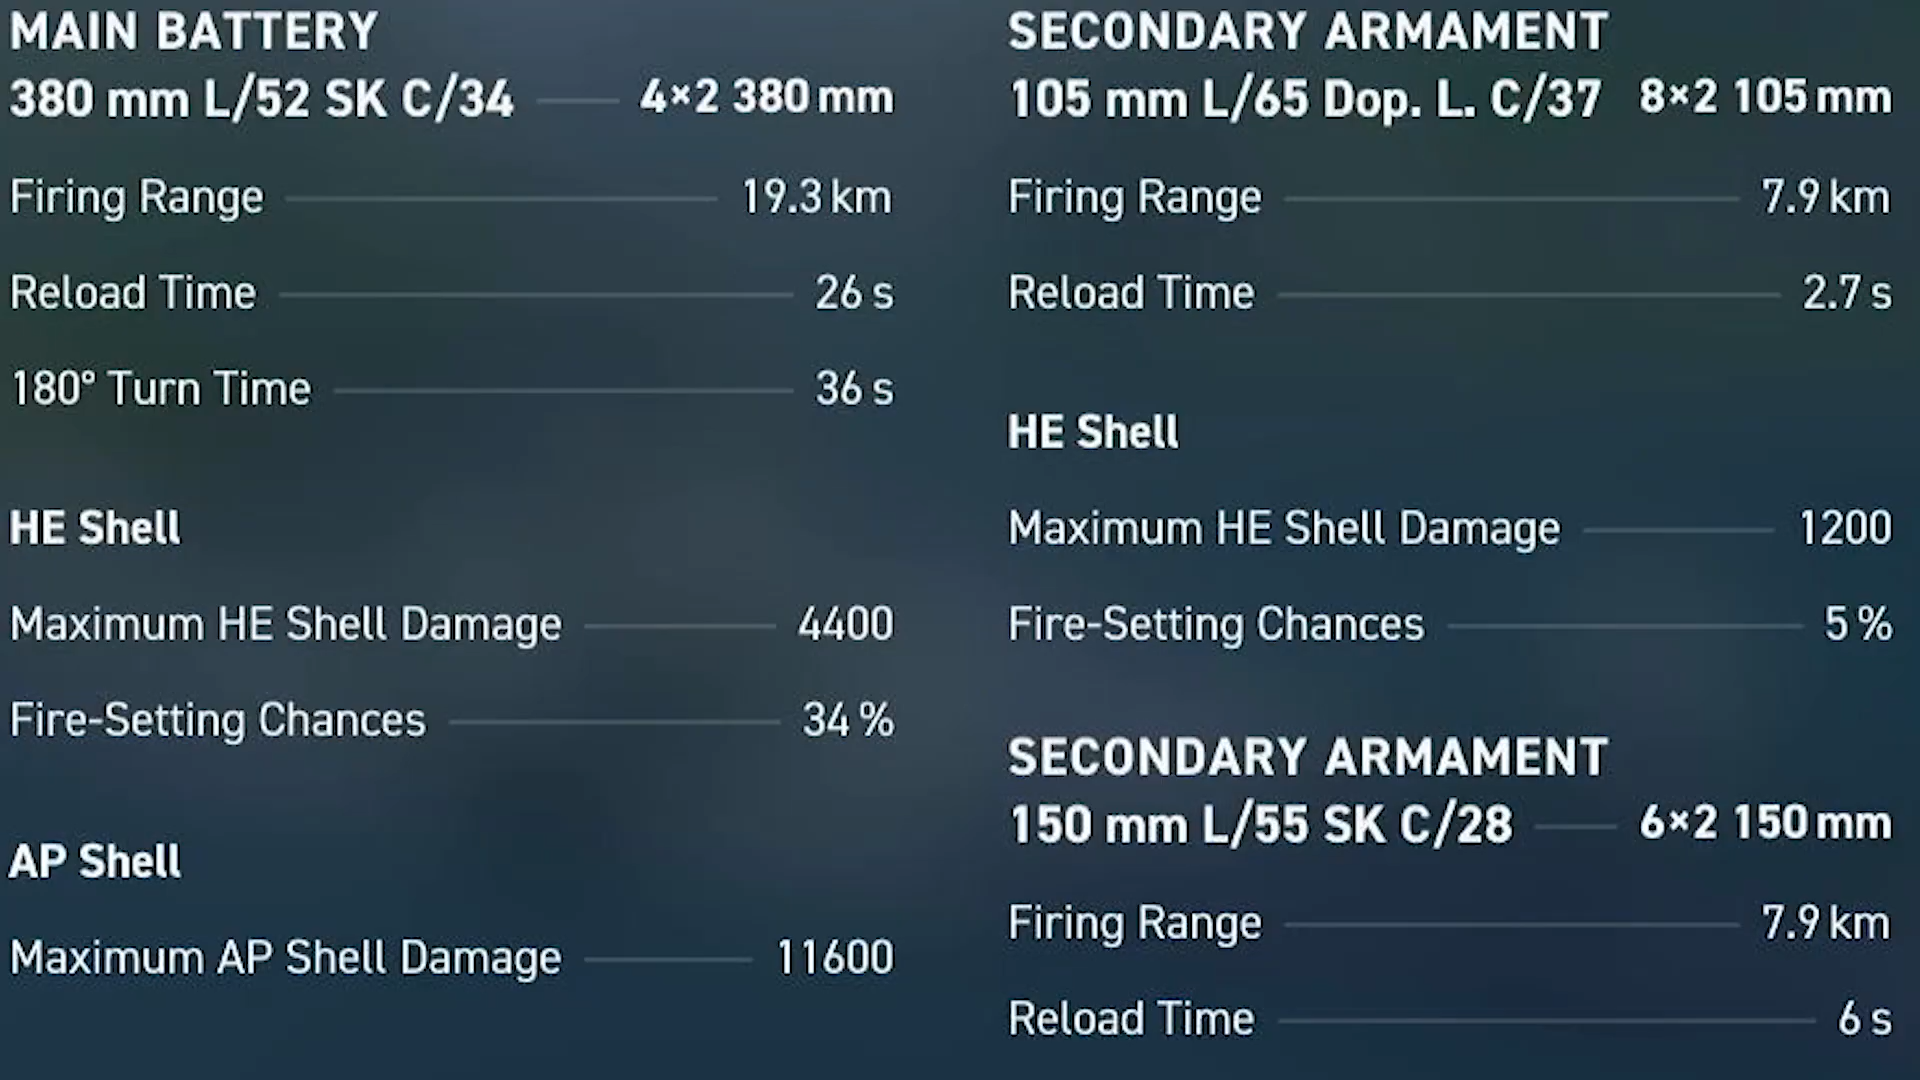 MAIN BATTERY
380 mm L/52 SK C/34 4×2 380 mm
Firing Range 19.3 km
Reload Time 26 s
180° Turn Time 36 s
HE Shell
Maximum HE Shell Damage 4400
Fire-Setting Chances 34 %
AP Shell
Maximum AP Shell Damage 11600
SECONDARY ARMAMENT
105 mm L/65 Dop. L. C/37 8×2 105 mm
Firing Range 7.9 km
Reload Time 2.7 s
HE Shell
Maximum HE Shell Damage 1200
Fire-Setting Chances 5 %
SECONDARY ARMAMENT
150 mm L/55 SK C/28 6×2 150 mm
Firing Range 7.9 km
Reload Time 6 s